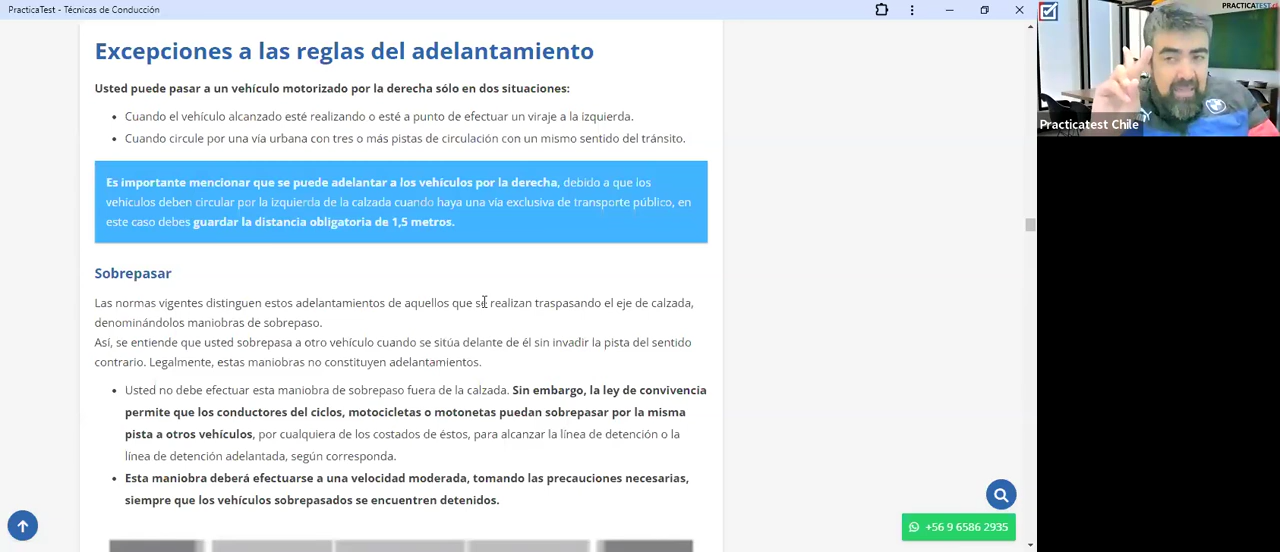 PracticaTest - Técnicas de Conducción
PRACTICATEST
Practicatest Chile
Excepciones a las reglas del adelantamiento
Usted puede pasar a un vehículo motorizado por la derecha sólo en dos situaciones:
• Cuando el vehículo alcanzado esté realizando o esté a punto de efectuar un viraje a la izquierda.
• Cuando circule por una vía urbana con tres o más pistas de circulación con un mismo sentido del tránsito.
Es importante mencionar que se puede adelantar a los vehículos por la derecha, debido a que los
vehiculos deben circular por la izquierda de la calzada cuando haya una vía exclusiva de transporte público, en
este caso debes guardar la distancia obligatoria de 1,5 metros.
Sobrepasar
Las normas vigentes distinguen estos adelantamientos de aquellos que se realizan traspasando el eje de calzada,
denominándolos maniobras de sobrepaso.
Así, se entiende que usted sobrepasa a otro vehículo cuando se sitúa delante de él sin invadir la pista del sentido
contrario. Legalmente, estas maniobras no constituyen adelantamientos.
• Usted no debe efectuar esta maniobra de sobrepaso fuera de la calzada. Sin embargo, la ley de convivencia
permite que los conductores del ciclos, motocicletas o motonetas puedan sobrepasar por la misma
pista a otros vehículos, por cualquiera de los costados de éstos, para alcanzar la línea de detención o la
línea de detención adelantada, según corresponda.
• Esta maniobra deberá efectuarse a una velocidad moderada, tomando las precauciones necesarias,
siempre que los vehículos sobrepasados se encuentren detenidos.
+56 9 6586 2935